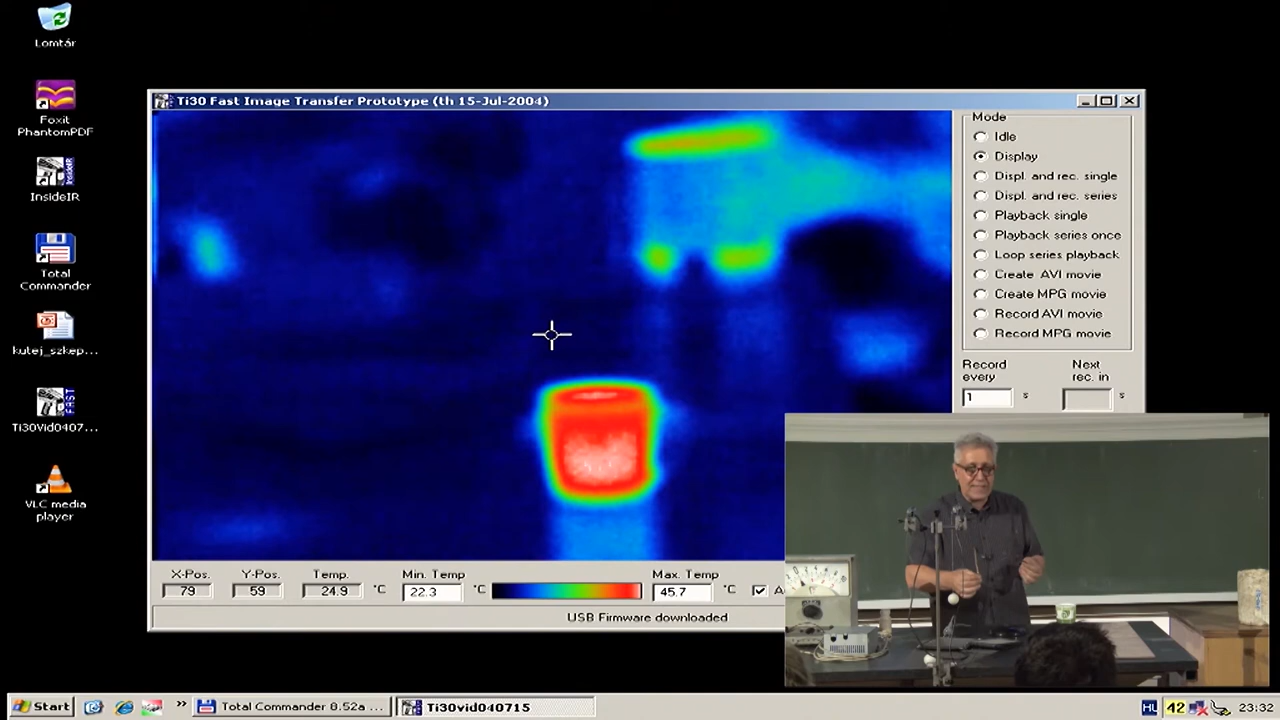 Lomtár
Foxit
PhantomPDF
InsideIR
Total
Commander
kutej_szkep...
Ti30Vid0407...
VLC media
player
Ti30 Fast Image Transfer Prototype (th 15-Jul-2004)
Mode
Idle
Display
Displ. and rec. single
Displ. and rec. series
Playback single
Playback series once
Loop series playback
Create AVI movie
Create MPG movie
Record AVI movie
Record MPG movie
Record
every
Next
rec. in
1
s
s
X-Pos.
Y-Pos.
Temp.
Min. Temp
Max. Temp
79
59
24.9
°C
22.3
°C
45.7
°C
A
USB Firmware downloaded
Start
»
Total Commander 8.52a ...
Ti30vid040715
HU
42
23:32